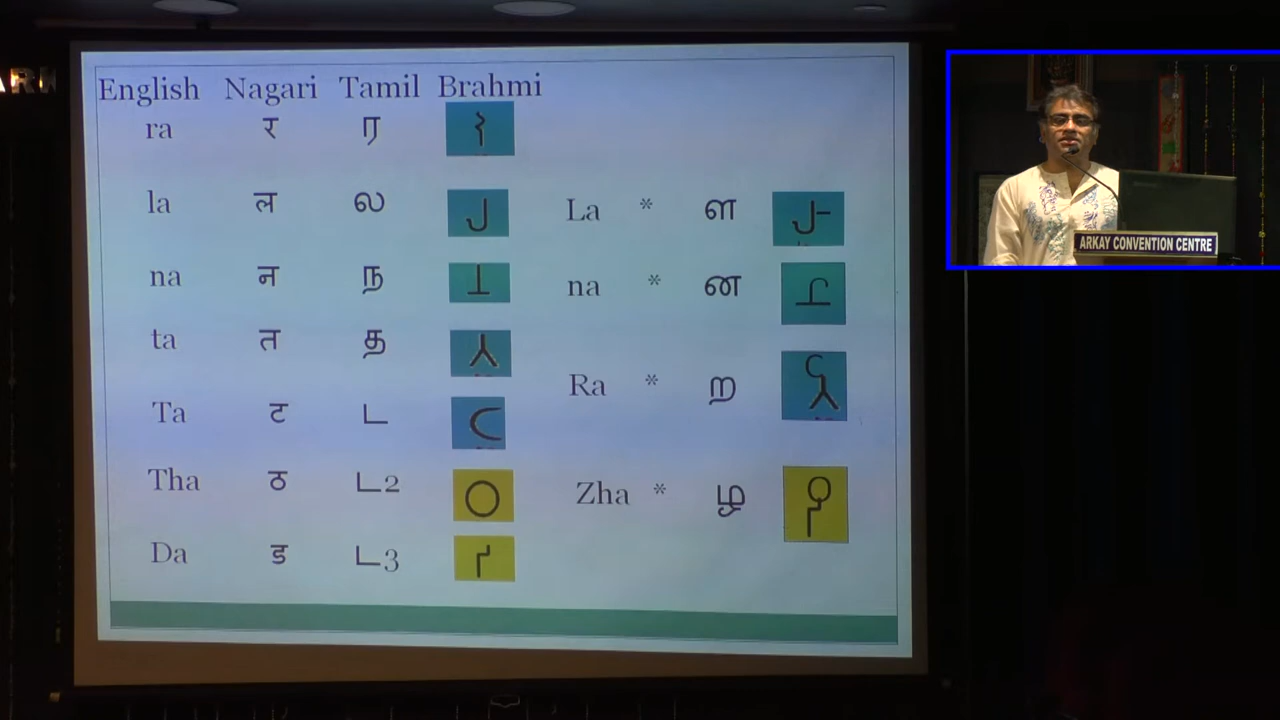 English Nagari Tamil Brahmi
ra र ர 𑀭
la ल ல 𑀮 La * ள 𑀴
na न ந 𑀦 na * ன 𑀷
ta त த 𑀢
Ra * ற 𑀶
Ta ट ட 𑀝
Tha ठ ட2 𑀞 Zha * ழ 𑀵
Da ड ட3 𑀟
ARKAY CONVENTION CENTRE